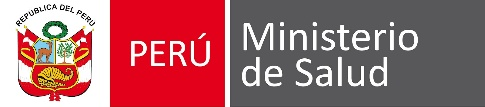 REPUBLICA DEL PERU
PERÚ
Ministerio
de Salud